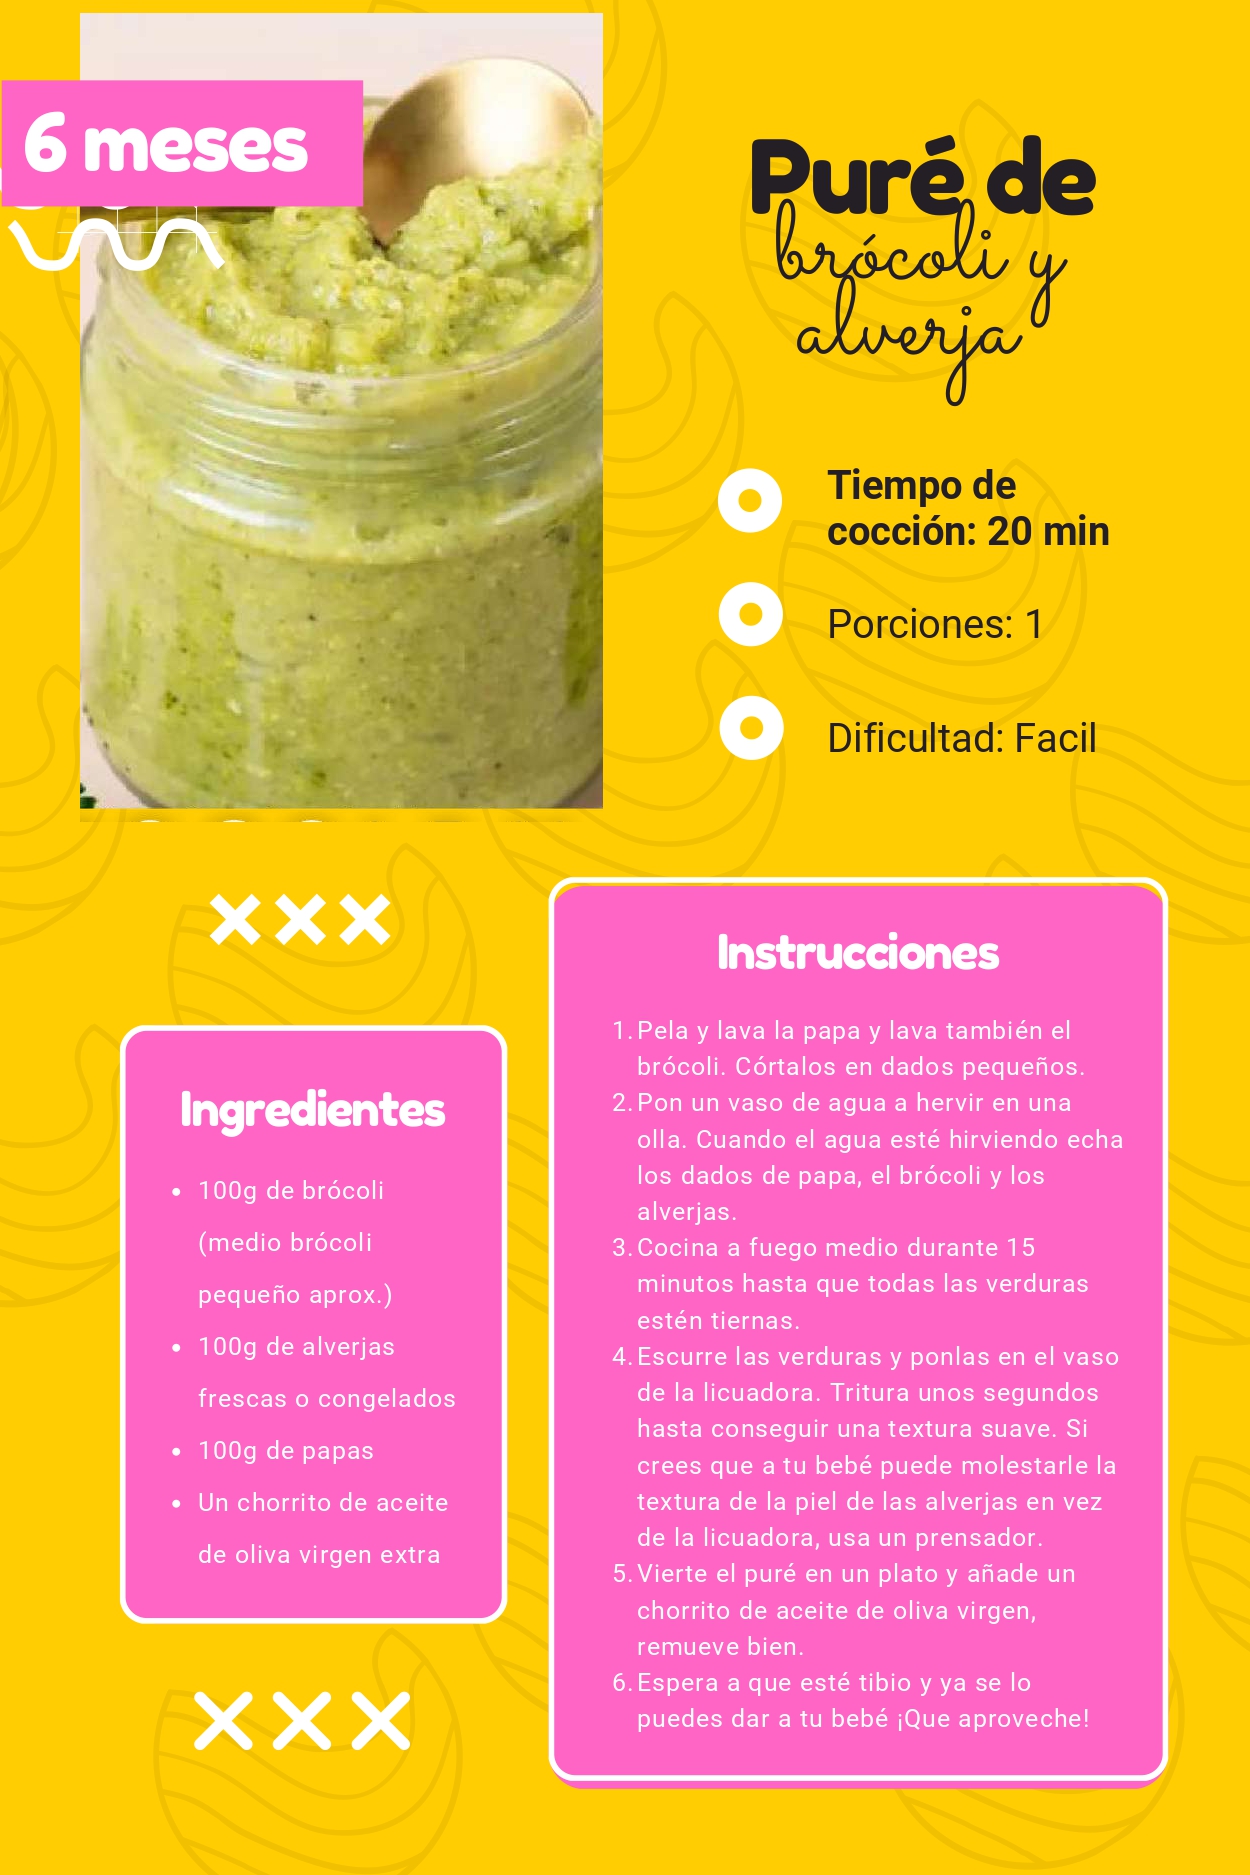 6 meses
Puré de
brócoli y
alverja
Tiempo de
cocción: 20 min
Porciones: 1
Dificultad: Facil
Ingredientes
• 100g de brócoli
(medio brócoli
pequeño aprox.)
• 100g de alverjas
frescas o congelados
• 100g de papas
• Un chorrito de aceite
de oliva virgen extra
Instrucciones
1. Pela y lava la papa y lava también el
brócoli. Córtalos en dados pequeños.
2. Pon un vaso de agua a hervir en una
olla. Cuando el agua esté hirviendo echa
los dados de papa, el brócoli y los
alverjas.
3. Cocina a fuego medio durante 15
minutos hasta que todas las verduras
estén tiernas.
4. Escurre las verduras y ponlas en el vaso
de la licuadora. Tritura unos segundos
hasta conseguir una textura suave. Si
crees que a tu bebé puede molestarle la
textura de la piel de las alverjas en vez
de la licuadora, usa un prensador.
5. Vierte el puré en un plato y añade un
chorrito de aceite de oliva virgen,
remueve bien.
6. Espera a que esté tibio y ya se lo
puedes dar a tu bebé ¡Que aproveche!